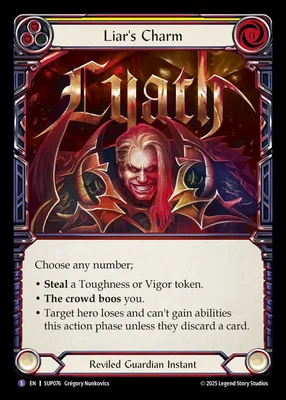 Liar's Charm
Lyath
Choose any number;
• Steal a Toughness or Vigor token.
• The crowd boos you.
• Target hero loses and can't gain abilities
this action phase unless they discard a card.
Reviled Guardian Instant
S EN | SUP076 Grégory Nunkovics
© 2025 Legend Story Studios